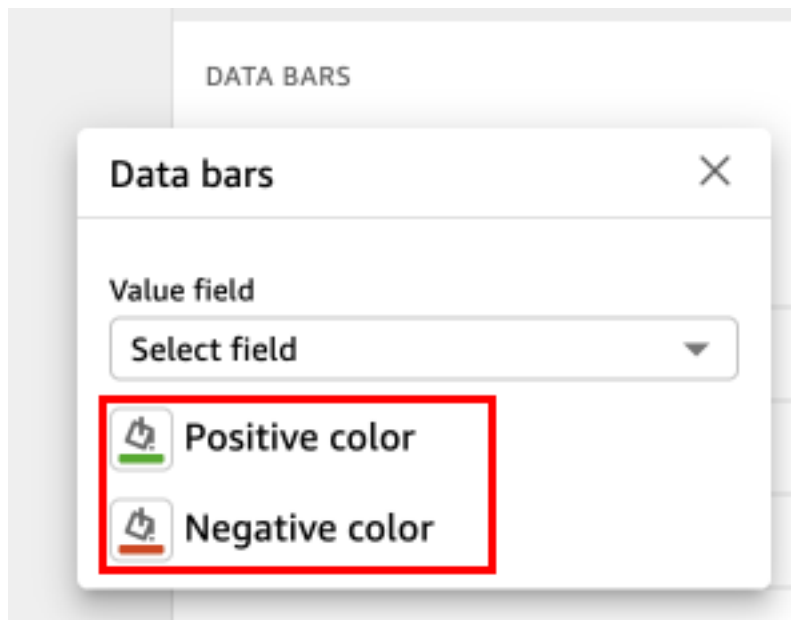 DATA BARS
Data bars
Value field
Select field
Positive color
Negative color